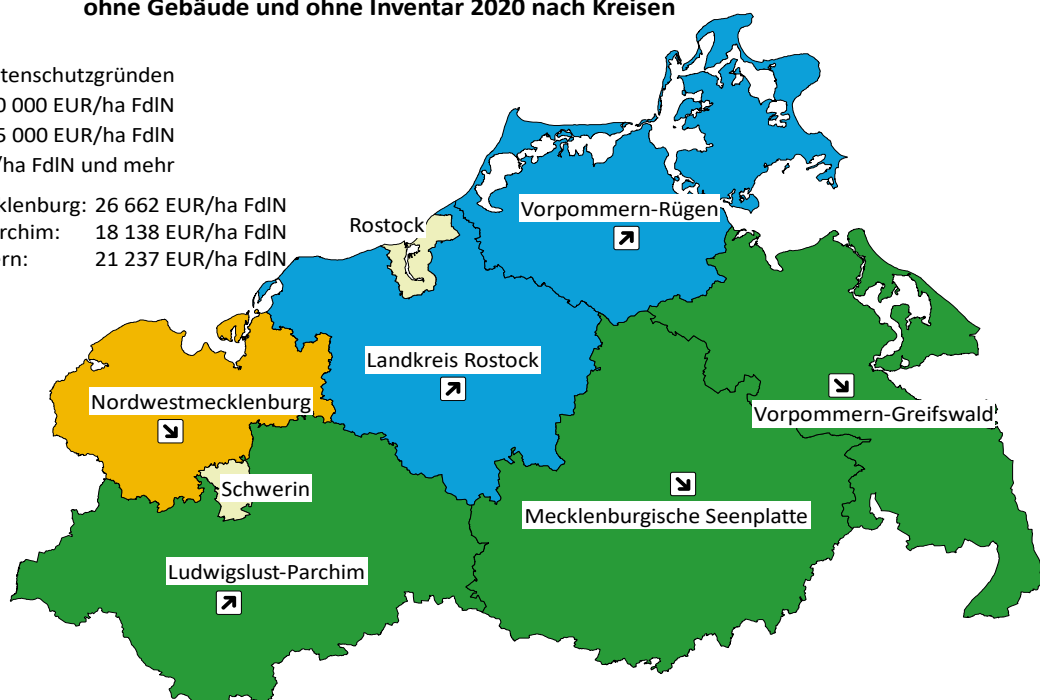 ohne Gebäude und ohne Inventar 2020 nach Kreisen
tenschutzgründen
0 000 EUR/ha FdlN
5 000 EUR/ha FdlN
/ha FdlN und mehr
klenburg: 26 662 EUR/ha FdlN
rchim: 18 138 EUR/ha FdlN
ern: 21 237 EUR/ha FdlN
Rostock
Vorpommern-Rügen
Landkreis Rostock
Nordwestmecklenburg
Vorpommern-Greifswald
Schwerin
Mecklenburgische Seenplatte
Ludwigslust-Parchim